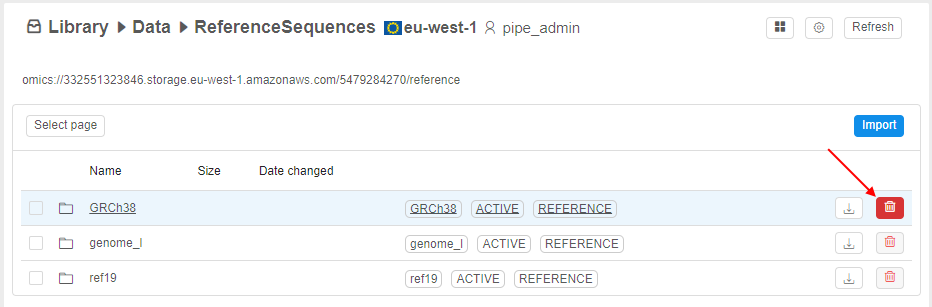 Library Data ReferenceSequences eu-west-1 pipe_admin Refresh
omics://332551323846.storage.eu-west-1.amazonaws.com/5479284270/reference
Select page Import
Name Size Date changed
GRCh38 GRCh38 ACTIVE REFERENCE
genome_l genome_l ACTIVE REFERENCE
ref19 ref19 ACTIVE REFERENCE